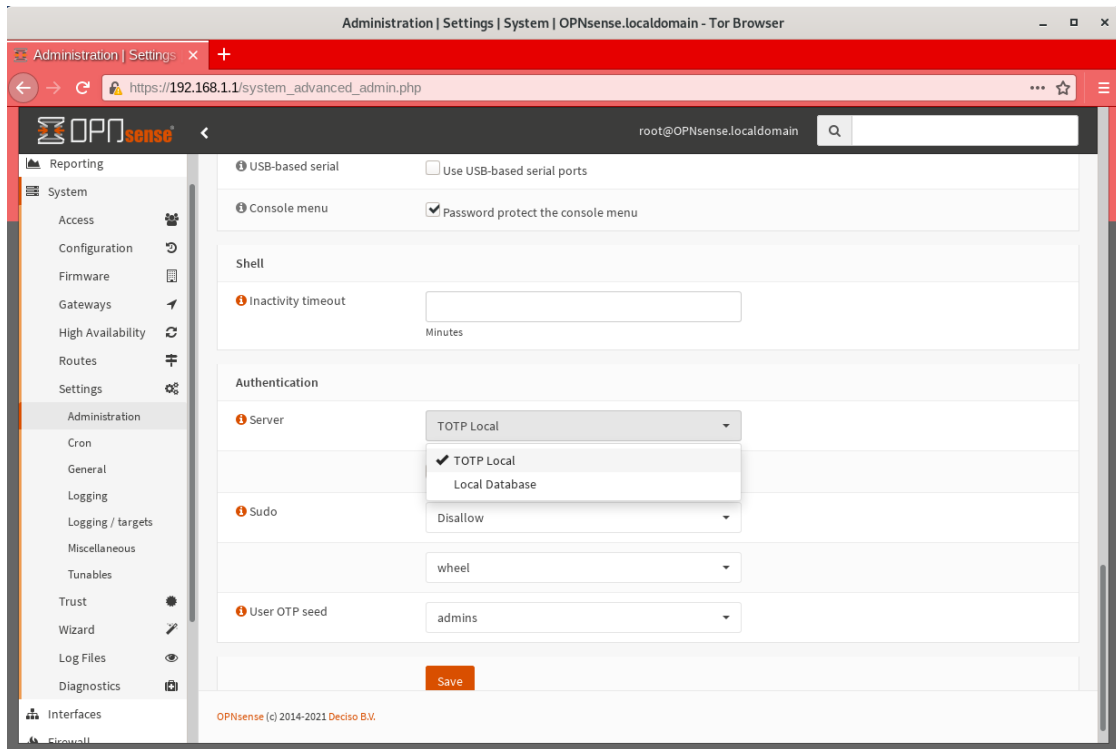 Administration | Settings | System | OPNsense.localdomain - Tor Browser
Administration | Settings
https://192.168.1.1/system_advanced_admin.php
OPNsense
root@OPNsense.localdomain
Reporting
System
Access
Configuration
Firmware
Gateways
High Availability
Routes
Settings
Administration
Cron
General
Logging
Logging / targets
Miscellaneous
Tunables
Trust
Wizard
Log Files
Diagnostics
Interfaces
Firewall
USB-based serial
Use USB-based serial ports
Console menu
Password protect the console menu
Shell
Inactivity timeout
Minutes
Authentication
Server
TOTP Local
TOTP Local
Local Database
Sudo
Disallow
wheel
User OTP seed
admins
Save
OPNsense (c) 2014-2021 Deciso B.V.